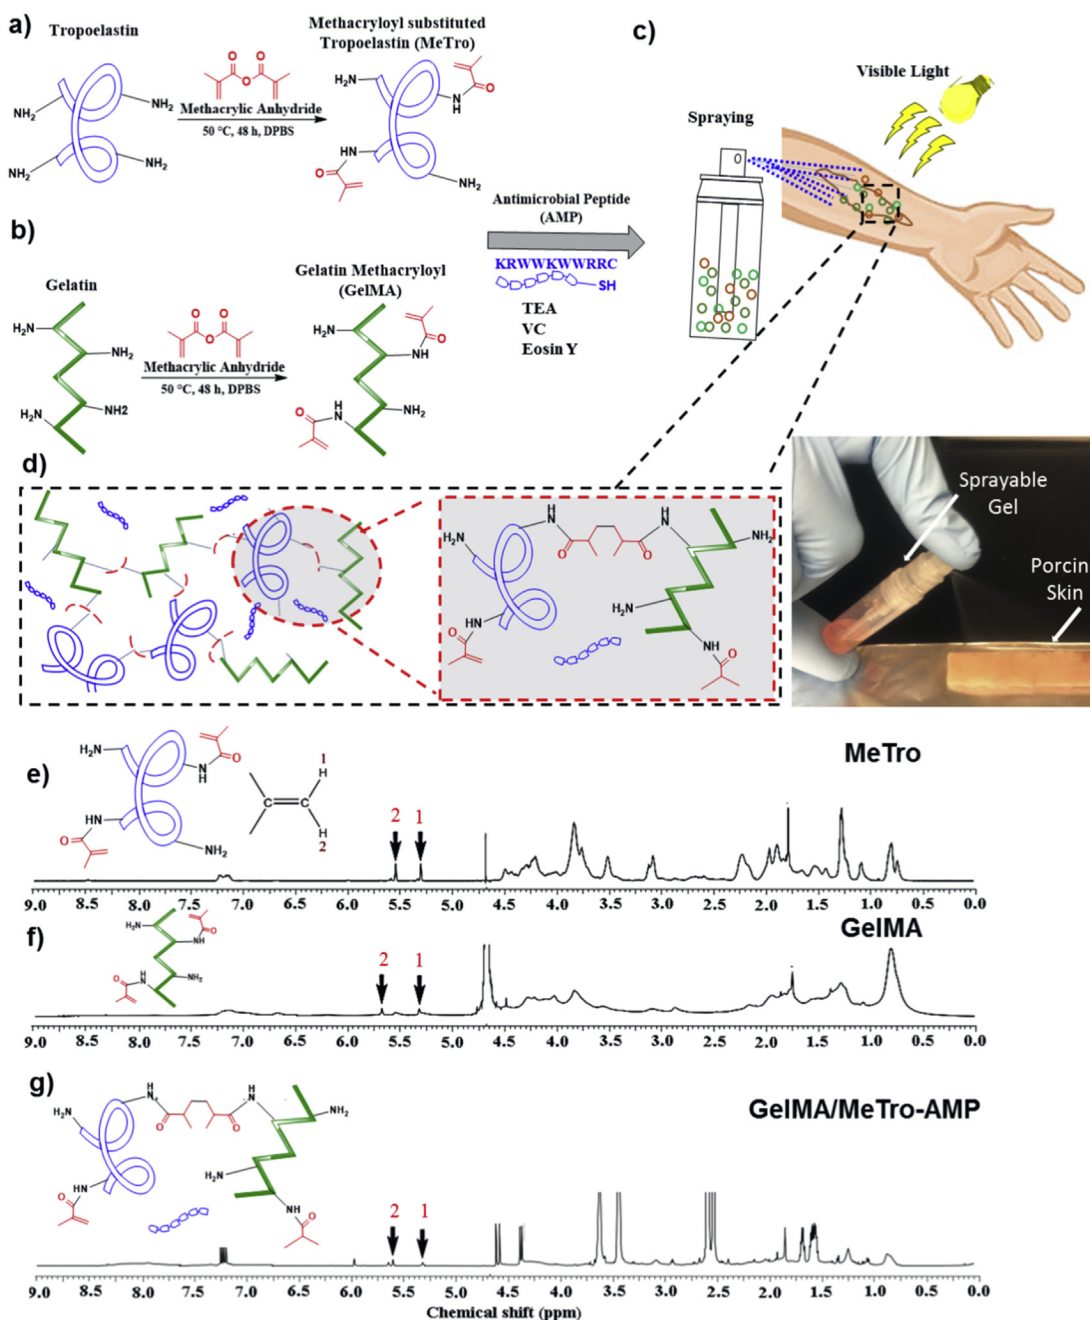 a)
Tropoelastin
NH₂
NH₂
NH₂
NH₂
O O
O
Methacrylic Anhydride
50 °C, 48 h, DPBS
Methacryloyl substituted
Tropoelastin (MeTro)
H₂N
O
N
H
H
N
O
NH₂
b)
Gelatin
H₂N
NH₂
H₂N
NH2
O O
O
Methacrylic Anhydride
50 °C, 48 h, DPBS
Gelatin Methacryloyl
(GelMA)
H₂N
O
NH
H
N
O
NH₂
Antimicrobial Peptide
(AMP)
KRWWKWWRRC
SH
TEA
VC
Eosin Y
c)
Visible Light
Spraying
d)
H₂N
H
N
O
O
H
N
NH₂
NH
O
H₂N
NH
O
Sprayable
Gel
Porcin
Skin
e)
H₂N
O
N
H
H
N
O
NH₂
1
H
H
2
MeTro
2 1
9.0 8.5 8.0 7.5 7.0 6.5 6.0 5.5 5.0 4.5 4.0 3.5 3.0 2.5 2.0 1.5 1.0 0.5 0.0
f)
H₂N
O
NH
H
N
O
NH₂
GelMA
2 1
9.0 8.5 8.0 7.5 7.0 6.5 6.0 5.5 5.0 4.5 4.0 3.5 3.0 2.5 2.0 1.5 1.0 0.5 0.0
g)
H₂N
H
N
O
O
H
N
NH₂
NH
O
H₂N
NH
O
GelMA/MeTro-AMP
2 1
9.0 8.5 8.0 7.5 7.0 6.5 6.0 5.5 5.0 4.5 4.0 3.5 3.0 2.5 2.0 1.5 1.0 0.5 0.0
Chemical shift (ppm)